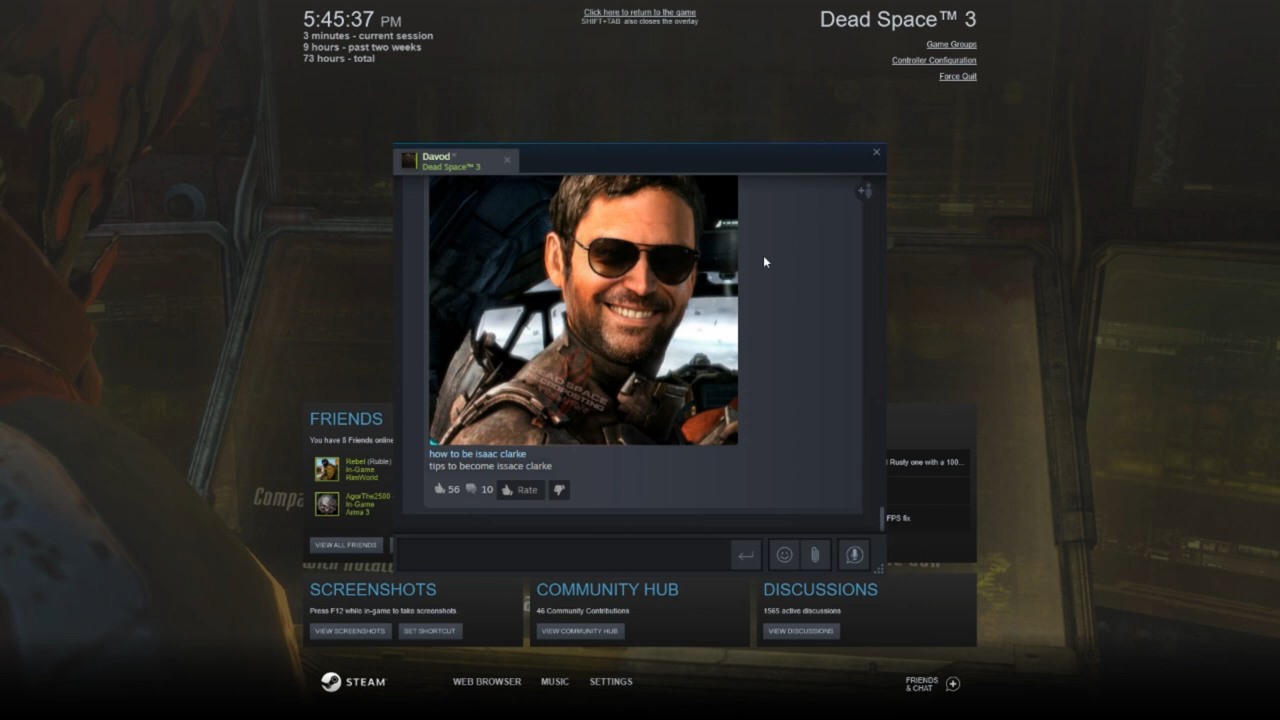 5:45:37 PM
3 minutes - current session
9 hours - past two weeks
73 hours - total
Click here to return to the game
SHIFT+TAB also closes the overlay
Dead Space™ 3
Game Groups
Controller Configuration
Force Quit
Davod
Dead Space™ 3
DEAD SPACE
how to be isaac clarke
tips to become issace clarke
56
10
Rate
FRIENDS
You have 5 Friends online
Rebel (Ruble)
In-Game
RimWorld
AgorThe2500
In-Game
Arma 3
VIEW ALL FRIENDS
Rusty one with a 100...
FPS fix
Compa
SCREENSHOTS
Press F12 while in-game to take screenshots
VIEW SCREENSHOTS
SET SHORTCUT
COMMUNITY HUB
46 Community Contributions
VIEW COMMUNITY HUB
DISCUSSIONS
1565 active discussions
VIEW DISCUSSIONS
STEAM
WEB BROWSER
MUSIC
SETTINGS
FRIENDS
& CHAT